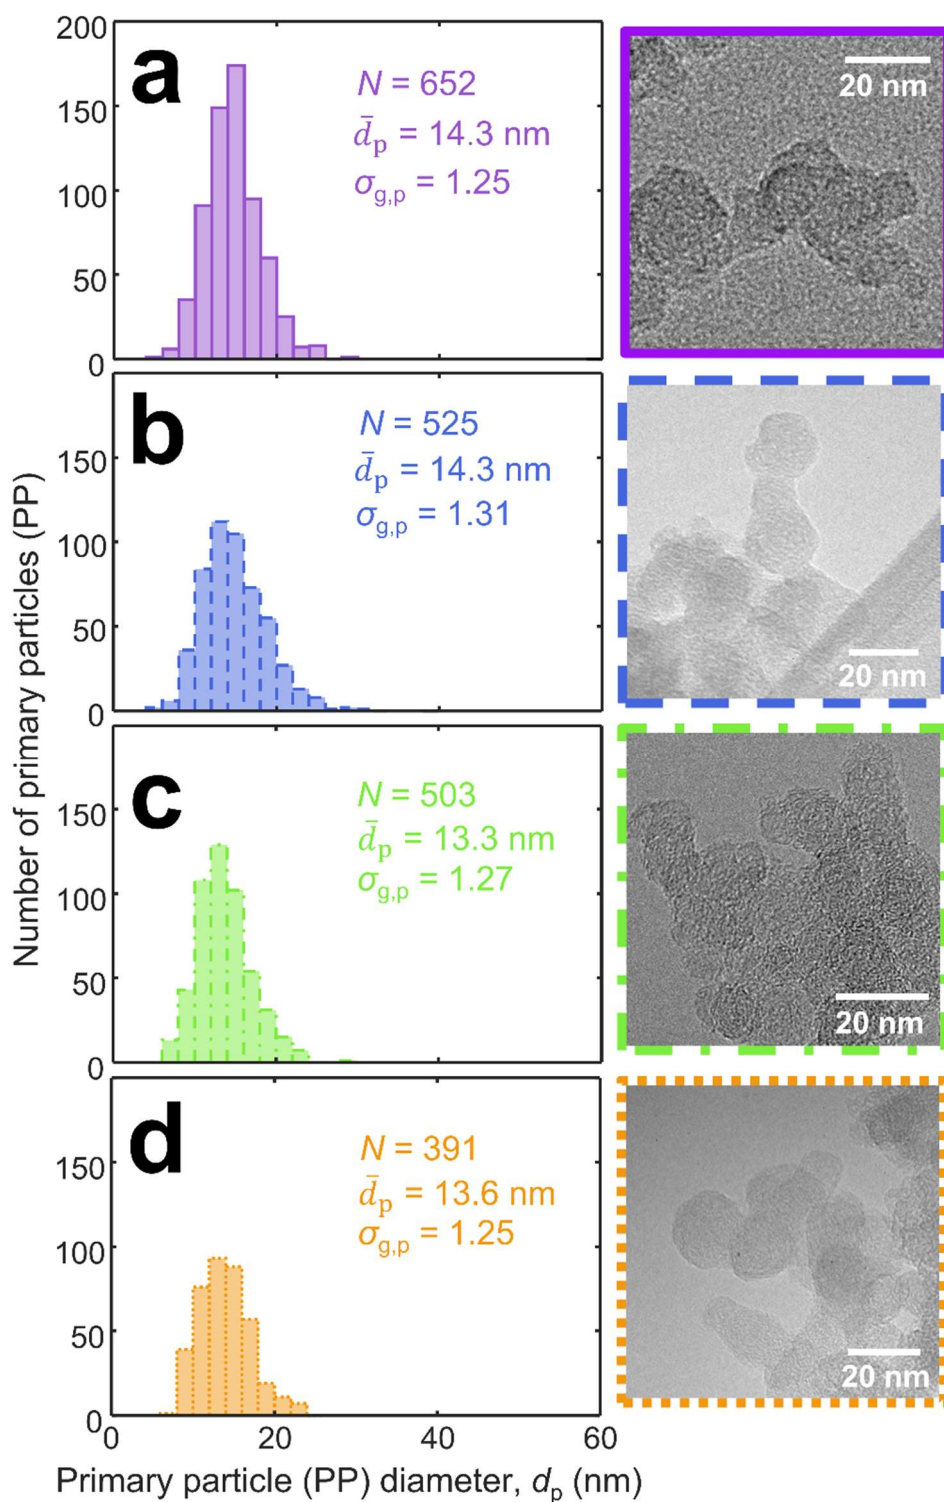 Number of primary particles (PP)
200
150
100
50
0
a
N = 652
d̄p = 14.3 nm
σg,p = 1.25
20 nm
150
100
50
0
b
N = 525
d̄p = 14.3 nm
σg,p = 1.31
20 nm
150
100
50
0
c
N = 503
d̄p = 13.3 nm
σg,p = 1.27
20 nm
150
100
50
0
d
N = 391
d̄p = 13.6 nm
σg,p = 1.25
20 nm
0 20 40 60
Primary particle (PP) diameter, dp (nm)